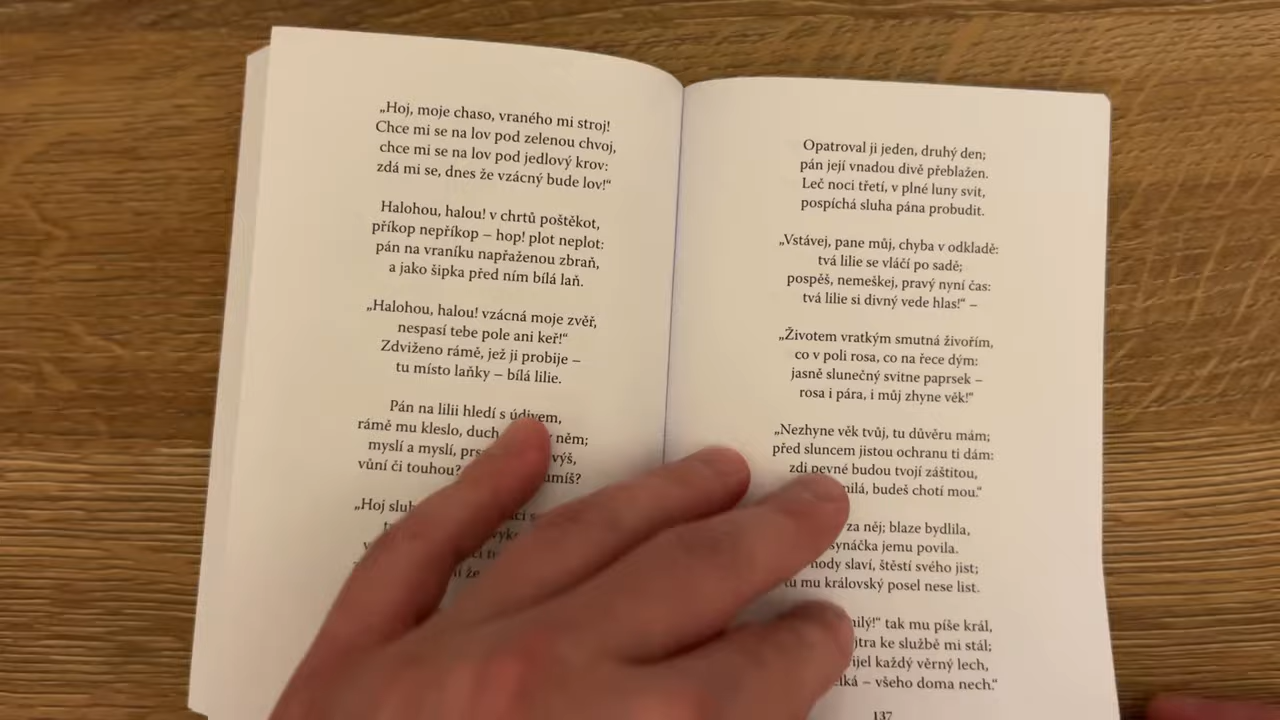 „Hoj, moje chaso, vraného mi stroj!
Chce mi se na lov pod zelenou chvoj,
chce mi se na lov pod jedlový krov:
zdá mi se, dnes že vzácný bude lov!“
Halohou, halou! v chrtů poštěkot,
příkop nepříkop – hop! plot neplot:
pán na vraníku napřaženou zbraň,
a jako šipka před ním bílá laň.
„Halohou, halou! vzácná moje zvěř,
nespasí tebe pole ani keř!“
Zdviženo rámě, jež ji probije –
tu místo laňky – bílá lilie.
Pán na lilii hledí s údivem,
rámě mu kleslo, duch něm;
myslí a myslí, výš,
vůní či touhou?
„Hoj
že
Opatroval ji jeden, druhý den;
pán její vnadou divě přeblažen.
Leč noci třetí, v plné luny svit,
pospíchá sluha pána probudit.
„Vstávej, pane můj, chyba v odkladě:
tvá lilie se vláčí po sadě;
pospěš, nemeškej, pravý nyní čas:
tvá lilie si divný vede hlas!“ –
„Životem vratkým smutná živořím,
co v poli rosa, co na řece dým:
jasně slunečný svitne paprsek –
rosa i pára, i můj zhyne věk!“
„Nezhyne věk tvůj, tu důvěru mám;
před sluncem jistou ochranu ti dám:
zdi pevné budou tvojí záštitou,
budeš chotí mou.“
za něj; blaze bydlila,
synáčka jemu povila.
hody slaví, štěstí svého jist;
tu mu královský posel nese list.
tak mu píše král,
ke službě mi stál;
každý věrný lech,
– všeho doma nech.“
137